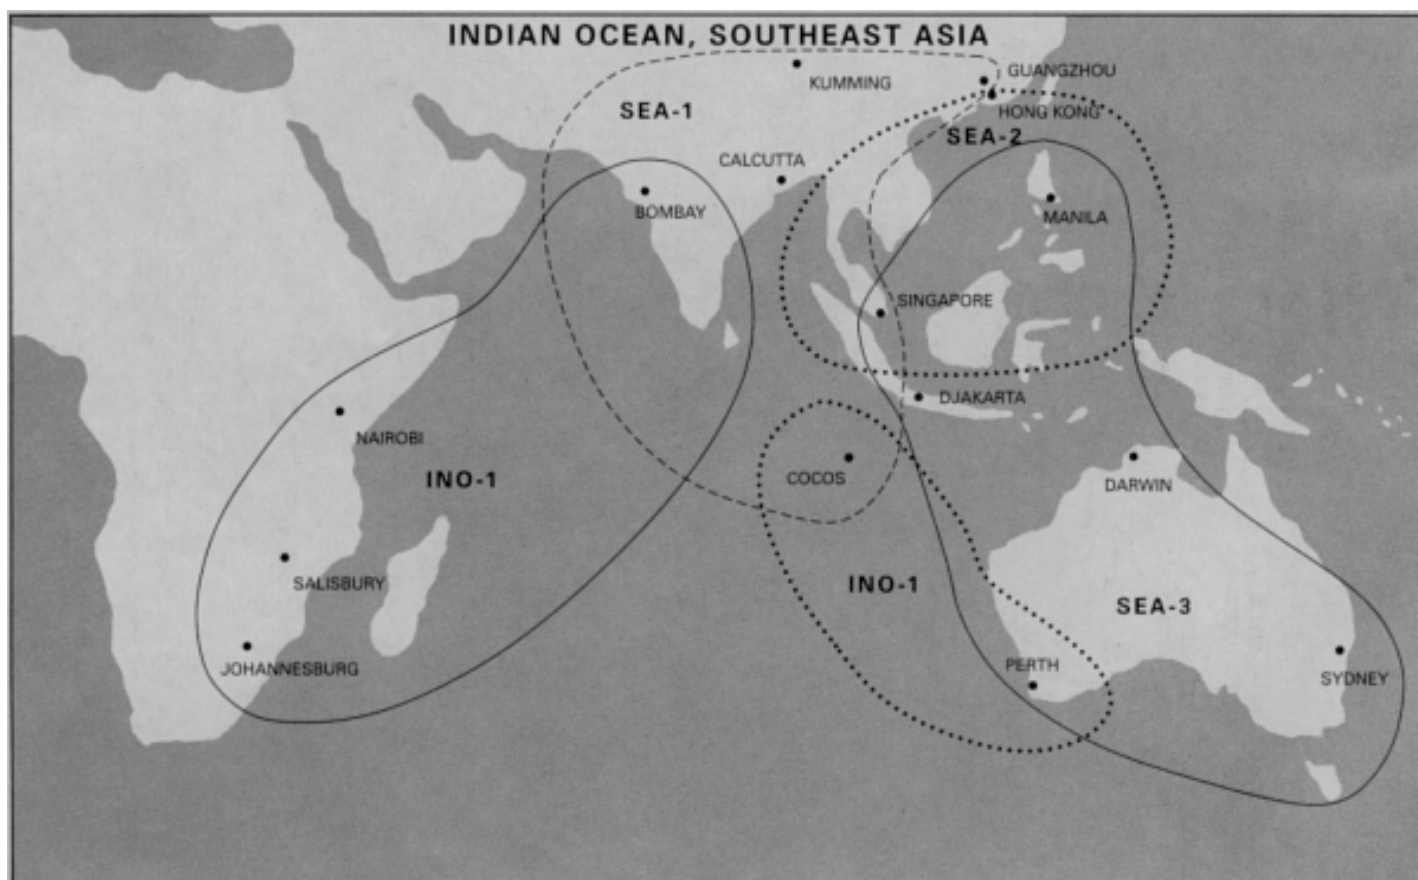 INDIAN OCEAN, SOUTHEAST ASIA
KUMMING
GUANGZHOU
HONG KONG
SEA-1
SEA-2
CALCUTTA
BOMBAY
MANILA
SINGAPORE
DJAKARTA
NAIROBI
INO-1
COCOS
DARWIN
SALISBURY
INO-1
SEA-3
JOHANNESBURG
PERTH
SYDNEY